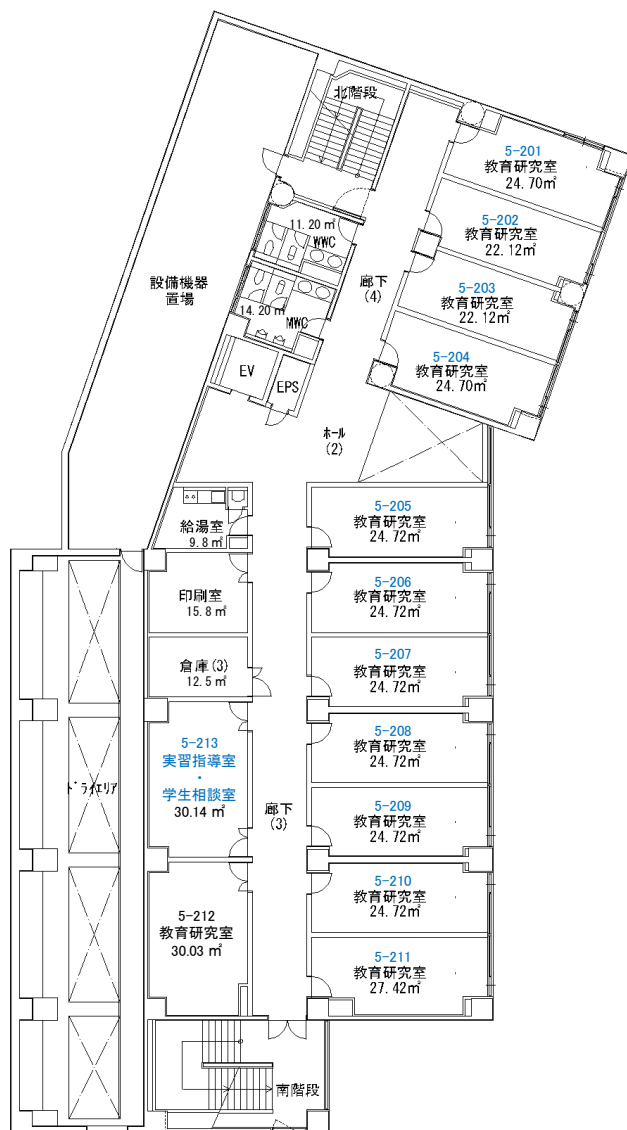 北階段
5-201
教育研究室
24.70㎡
11.20㎡
WWC
5-202
教育研究室
22.12㎡
設備機器
置場
廊下
(4)
5-203
教育研究室
22.12㎡
14.20㎡
MWC
5-204
教育研究室
24.70㎡
EV
EPS
ホール
(2)
給湯室
9.8㎡
5-205
教育研究室
24.72㎡
印刷室
15.8㎡
5-206
教育研究室
24.72㎡
倉庫(3)
12.5㎡
5-207
教育研究室
24.72㎡
5-213
実習指導室
・
学生相談室
30.14㎡
5-208
教育研究室
24.72㎡
ドライエリア
廊下
(3)
5-209
教育研究室
24.72㎡
5-212
教育研究室
30.03㎡
5-210
教育研究室
24.72㎡
5-211
教育研究室
27.42㎡
南階段